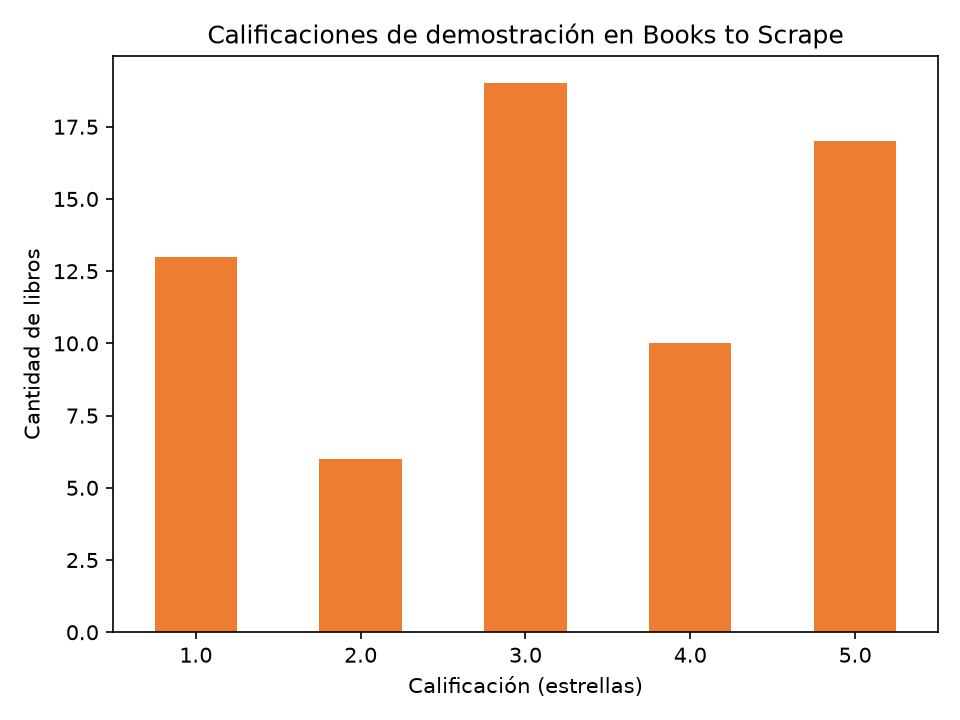 Calificaciones de demostración en Books to Scrape
Cantidad de libros
17.5
15.0
12.5
10.0
7.5
5.0
2.5
0.0
1.0 2.0 3.0 4.0 5.0
Calificación (estrellas)